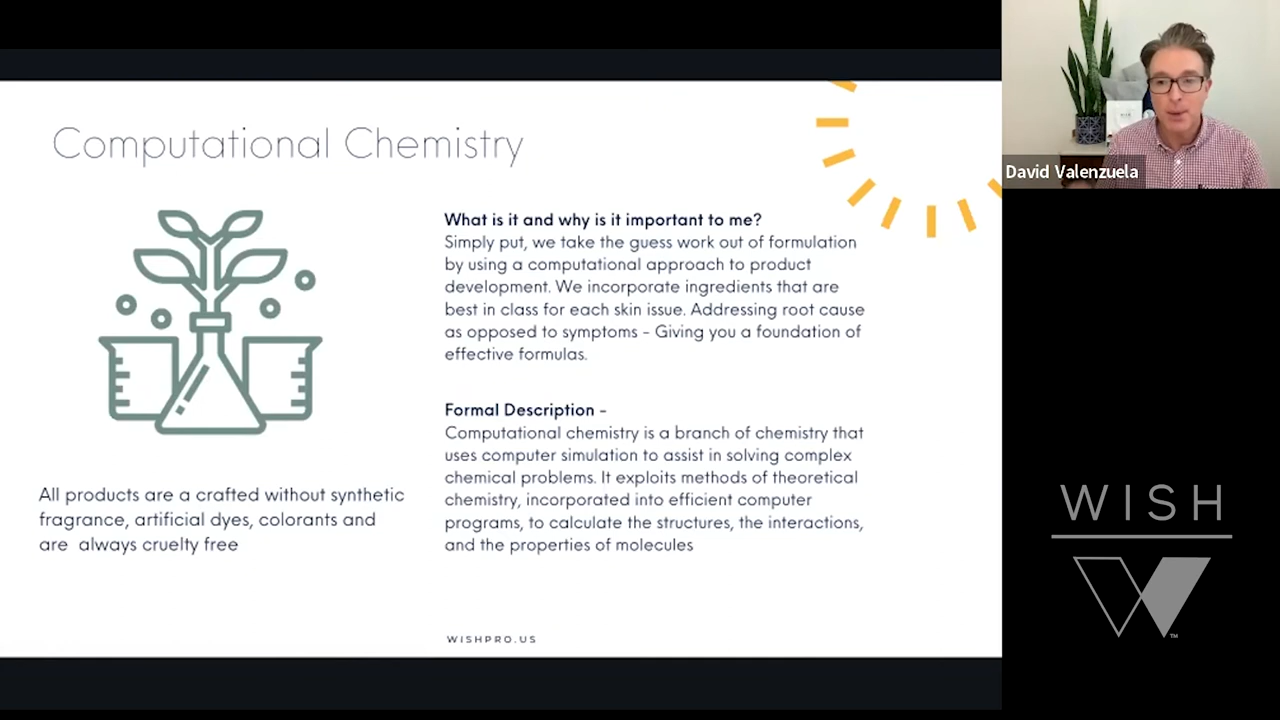 Computational Chemistry
What is it and why is it important to me?
Simply put, we take the guess work out of formulation
by using a computational approach to product
development. We incorporate ingredients that are
best in class for each skin issue. Addressing root cause
as opposed to symptoms - Giving you a foundation of
effective formulas.
Formal Description -
Computational chemistry is a branch of chemistry that
uses computer simulation to assist in solving complex
chemical problems. It exploits methods of theoretical
chemistry, incorporated into efficient computer
programs, to calculate the structures, the interactions,
and the properties of molecules
All products are a crafted without synthetic
fragrance, artificial dyes, colorants and
are always cruelty free
WISHPRO.US
David Valenzuela
WISH
TM